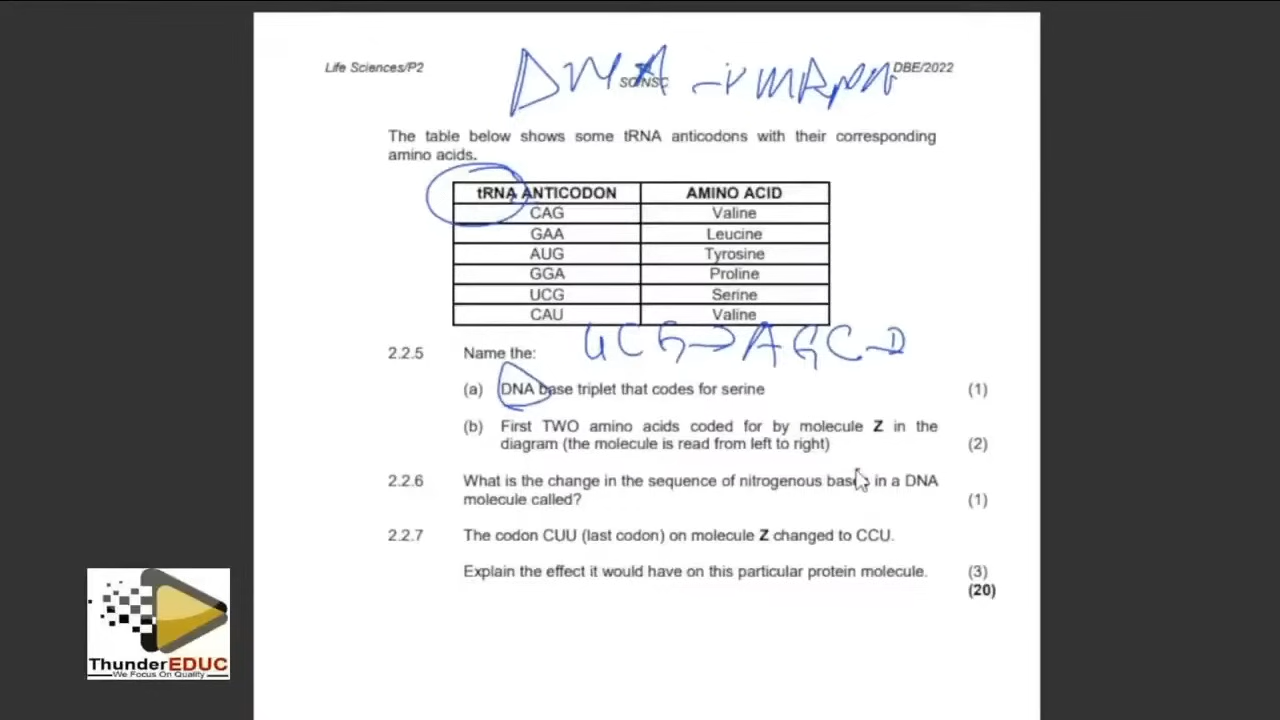 Life Sciences/P2
DNA → mRNA
SC/NSC
DBE/2022
The table below shows some tRNA anticodons with their corresponding
amino acids.
tRNA ANTICODON AMINO ACID
CAG Valine
GAA Leucine
AUG Tyrosine
GGA Proline
UCG Serine
CAU Valine
UCG → AGC →
2.2.5 Name the:
(a) DNA base triplet that codes for serine (1)
(b) First TWO amino acids coded for by molecule Z in the
diagram (the molecule is read from left to right) (2)
2.2.6 What is the change in the sequence of nitrogenous bases in a DNA
molecule called? (1)
2.2.7 The codon CUU (last codon) on molecule Z changed to CCU.
Explain the effect it would have on this particular protein molecule. (3)
(20)
ThunderEDUC
We Focus On Quality